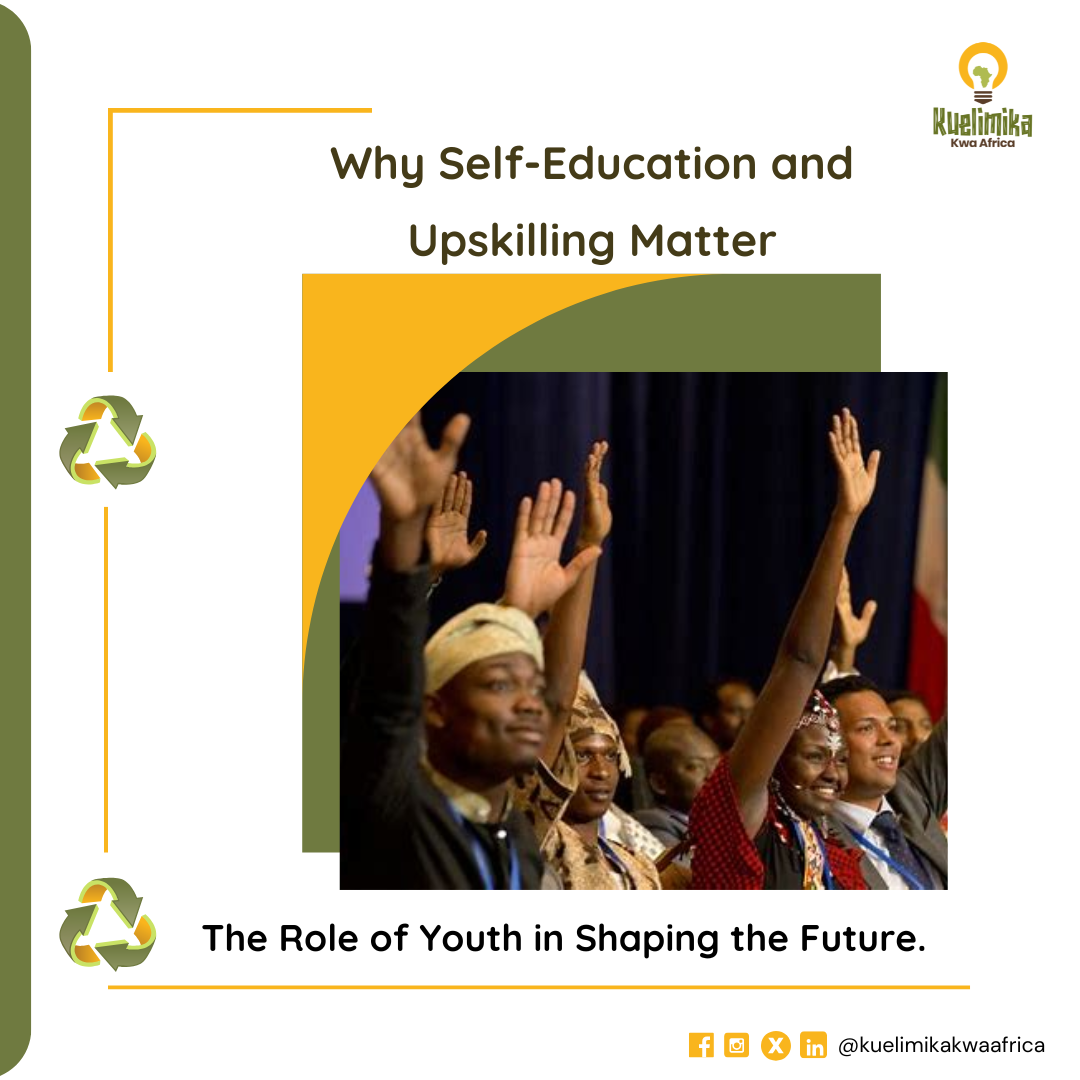 Kuelimika
Kwa Africa
Why Self-Education and
Upskilling Matter
The Role of Youth in Shaping the Future.
@kuelimikakwaafrica